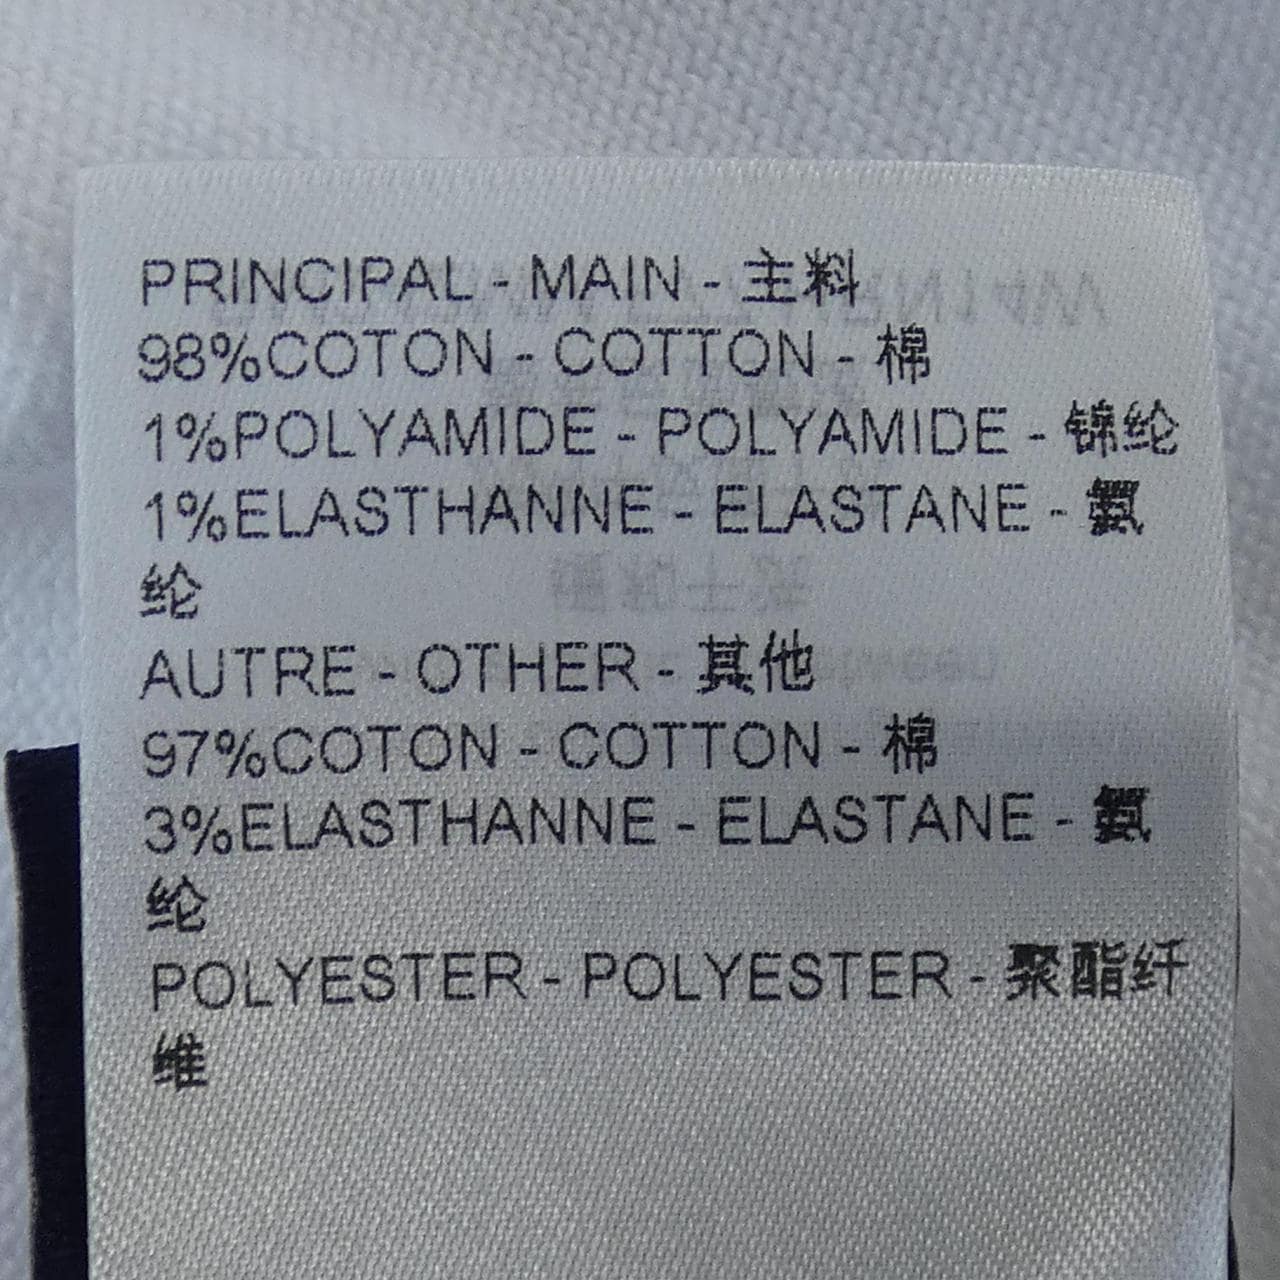 PRINCIPAL - MAIN - 主料
98%COTON - COTTON - 棉
1%POLYAMIDE - POLYAMIDE - 锦纶
1%ELASTHANNE - ELASTANE - 氨
纶
AUTRE - OTHER - 其他
97%COTON - COTTON - 棉
3%ELASTHANNE - ELASTANE - 氨
纶
POLYESTER - POLYESTER - 聚酯纤
维